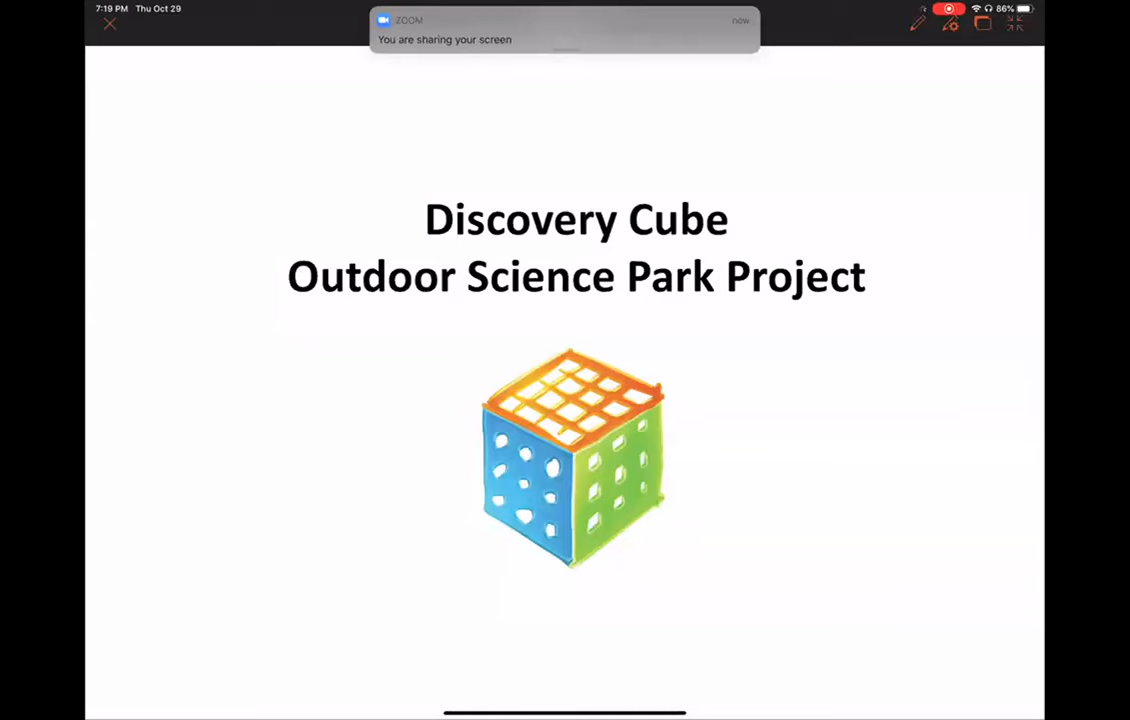 7:19 PM Thu Oct 29
86%
ZOOM
now
You are sharing your screen
Discovery Cube
Outdoor Science Park Project